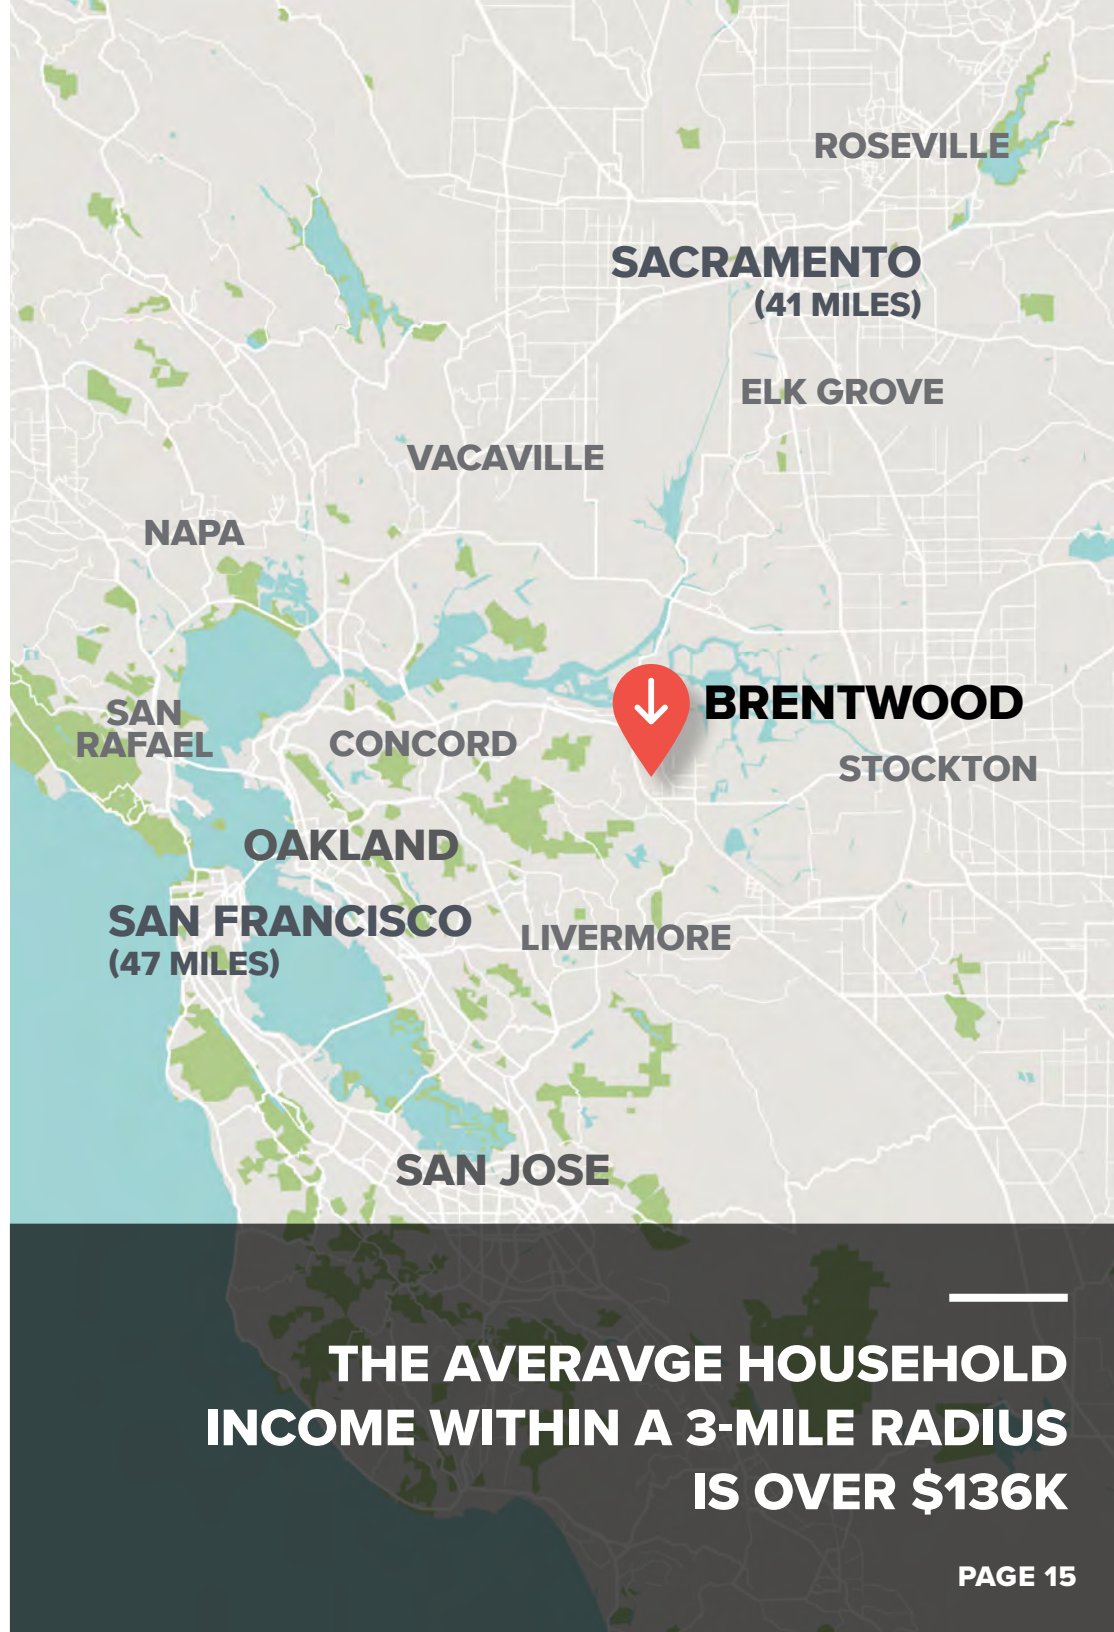 ROSEVILLE
SACRAMENTO
(41 MILES)
ELK GROVE
VACAVILLE
NAPA
BRENTWOOD
SAN
RAFAEL
CONCORD
STOCKTON
OAKLAND
SAN FRANCISCO
(47 MILES)
LIVERMORE
SAN JOSE
THE AVERAVGE HOUSEHOLD
INCOME WITHIN A 3-MILE RADIUS
IS OVER $136K
PAGE 15